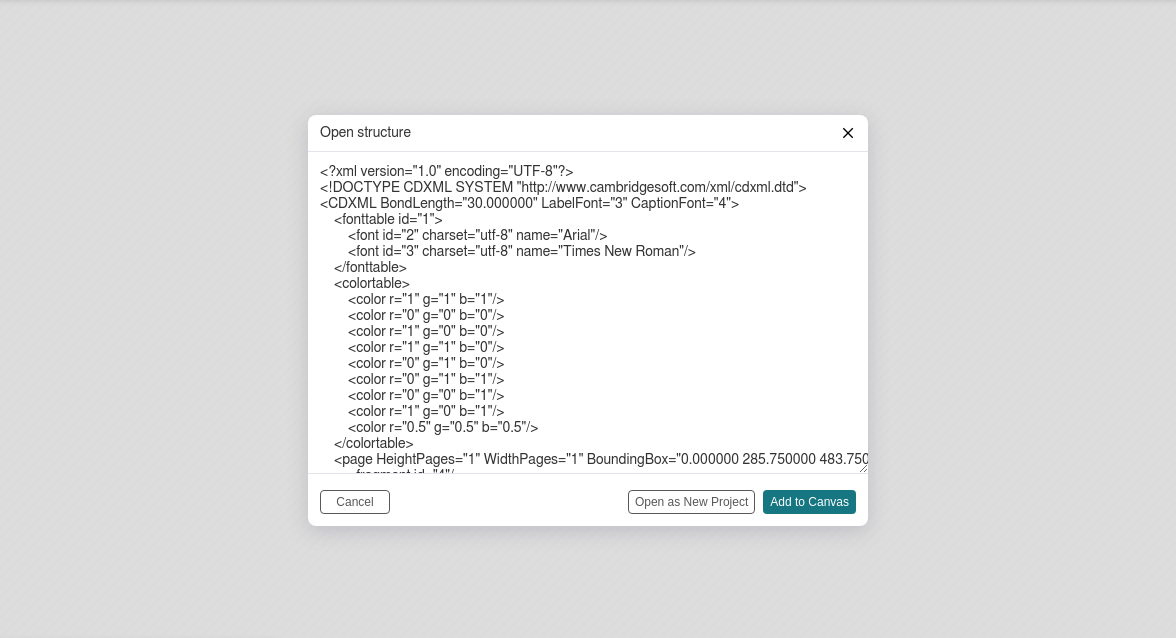 Open structure
<?xml version="1.0" encoding="UTF-8"?>
<!DOCTYPE CDXML SYSTEM "http://www.cambridgesoft.com/xml/cdxml.dtd">
<CDXML BondLength="30.000000" LabelFont="3" CaptionFont="4">
<fonttable id="1">
<font id="2" charset="utf-8" name="Arial"/>
<font id="3" charset="utf-8" name="Times New Roman"/>
</fonttable>
<colortable>
<color r="1" g="1" b="1"/>
<color r="0" g="0" b="0"/>
<color r="1" g="0" b="0"/>
<color r="1" g="1" b="0"/>
<color r="0" g="1" b="0"/>
<color r="0" g="1" b="1"/>
<color r="0" g="0" b="1"/>
<color r="1" g="0" b="1"/>
<color r="0.5" g="0.5" b="0.5"/>
</colortable>
<page HeightPages="1" WidthPages="1" BoundingBox="0.000000 285.750000 483.750
Cancel
Open as New Project
Add to Canvas